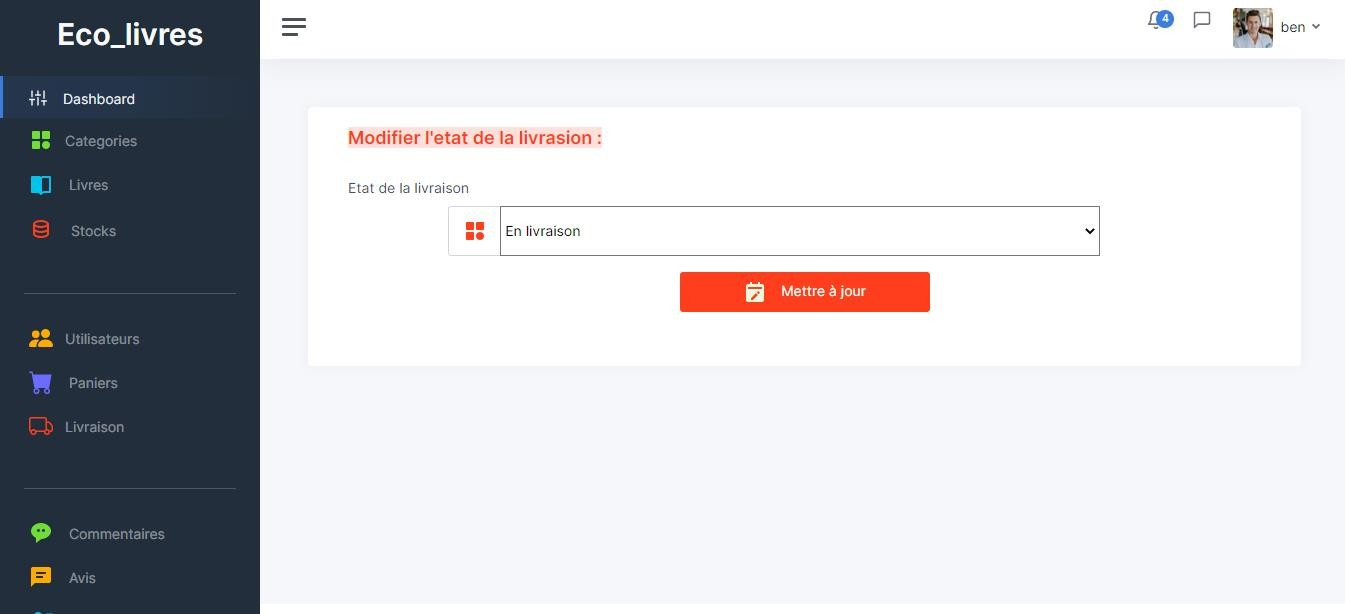 Eco_livres
Dashboard
Categories
Livres
Stocks
Utilisateurs
Paniers
Livraison
Commentaires
Avis
4
ben
Modifier l'etat de la livrasion :
Etat de la livraison
En livraison
Mettre à jour